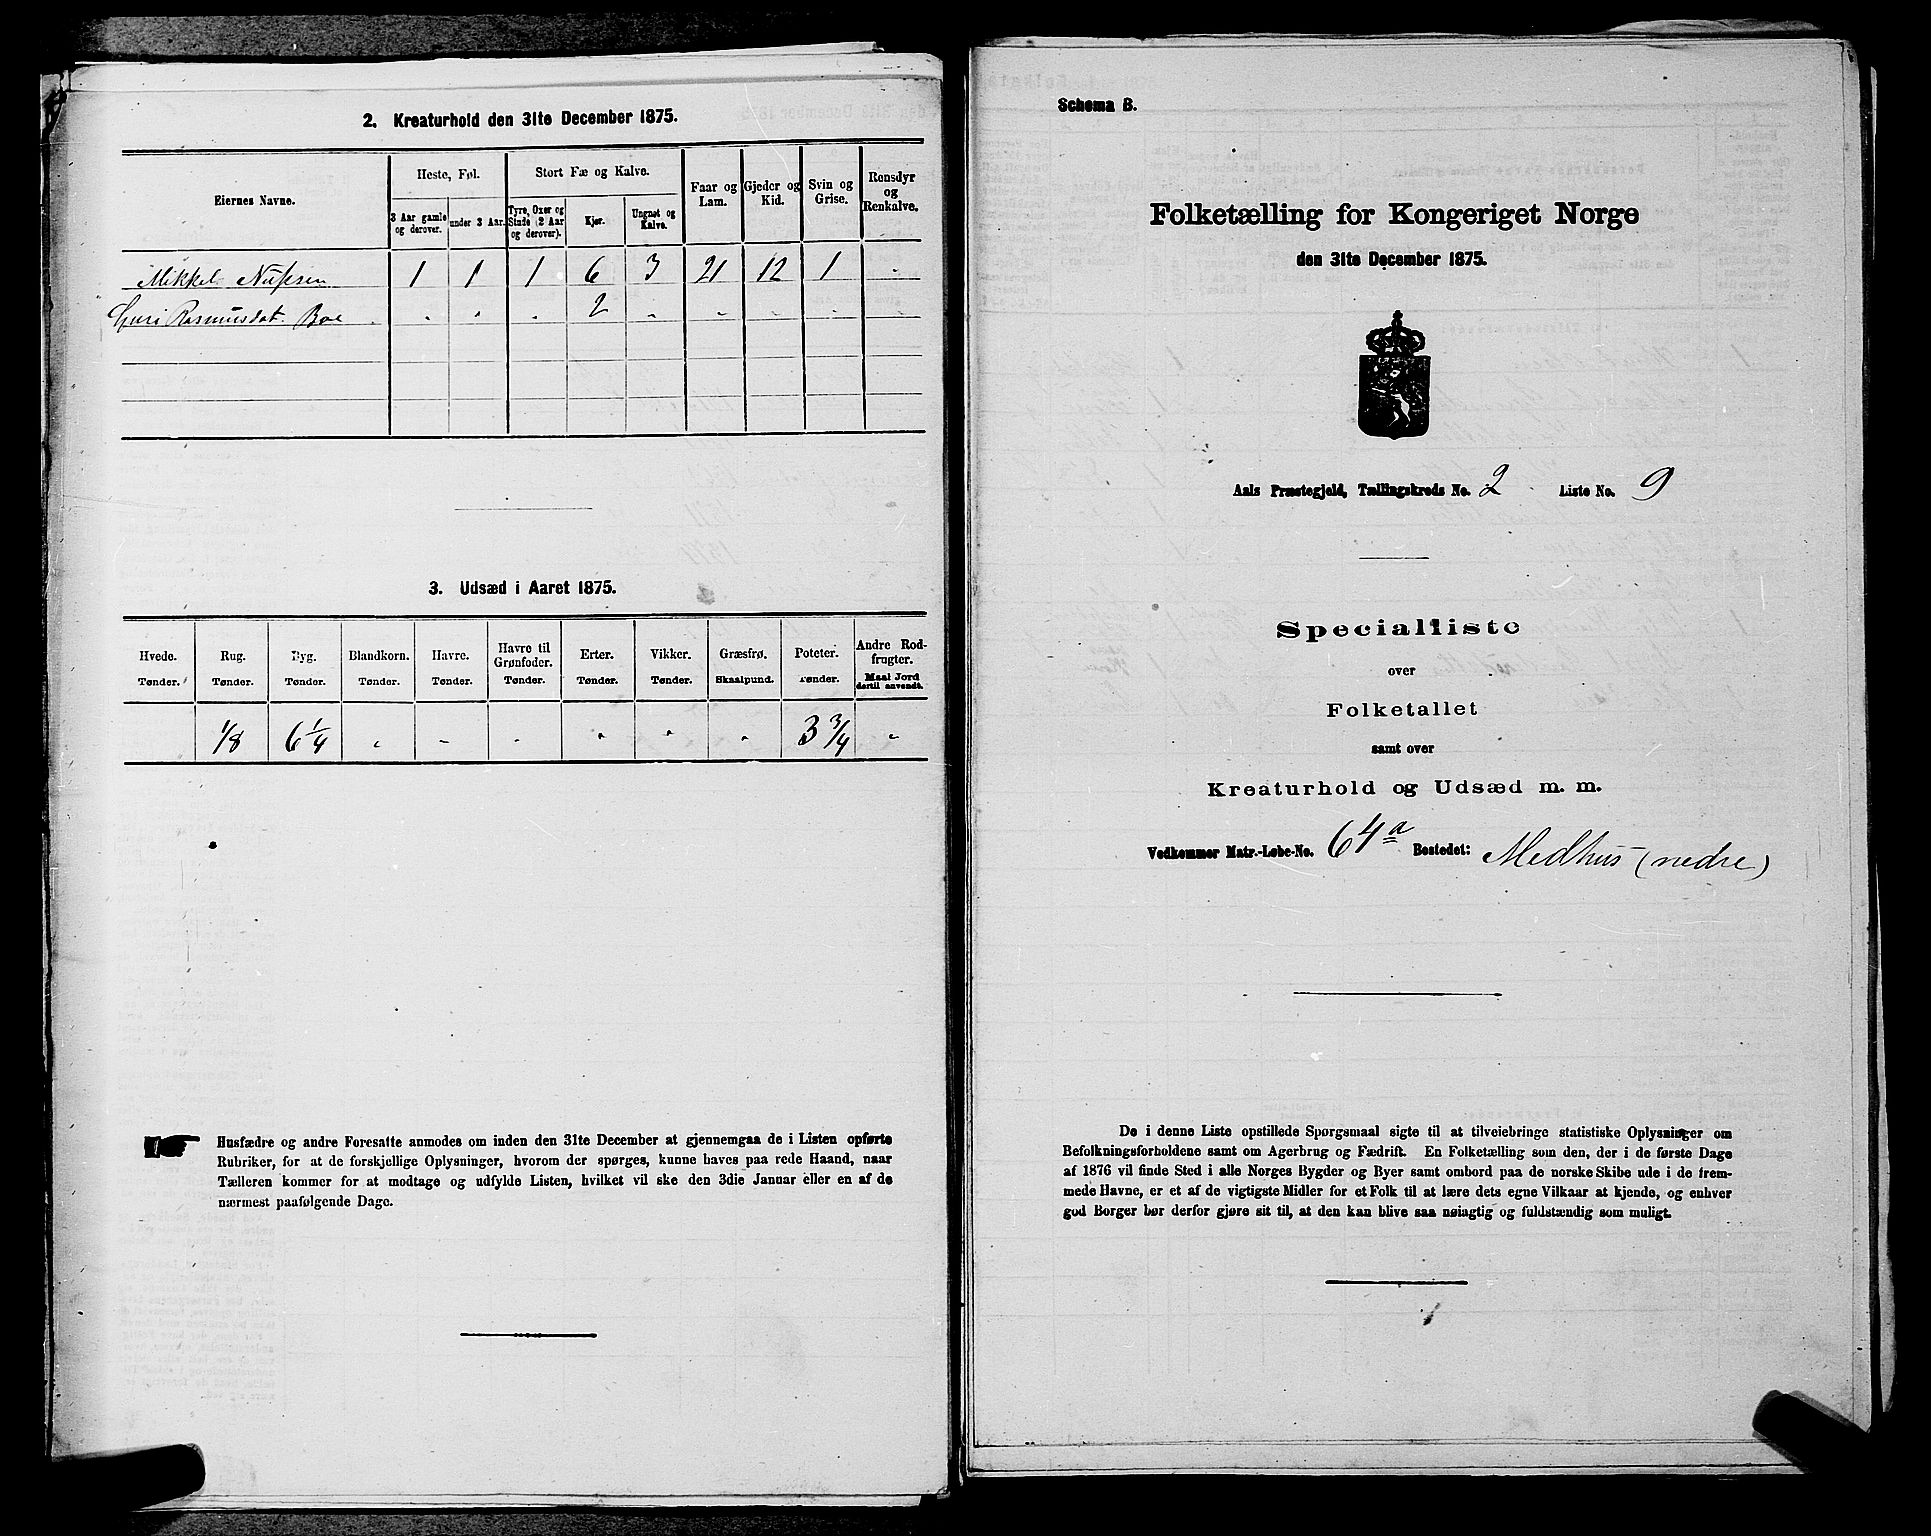 2. Kreaturhold den 31te December 1875.
Eiernes Navne. Heste, Føl. Stort Fæ og Kalve. Faar og Lam. Gjeder og Kid. Svin og Grise. Rensdyr og Renkalve.
3 Aar gamle og derover. under 3 Aar. Tyre, Oxer og Stude (2 Aar og derover). Kjør. Ungnøt og Kalve.
Mikkel 1 1 1 6 3 21 12 1 "
Guri Rasmusdat. Boe " " " 2 " " " " "
3. Udsæd i Aaret 1875.
Hvede. Rug. Byg. Blandkorn. Havre. Havre til Grønfoder. Erter. Vikker. Græsfrø. Poteter. Andre Rodfrugter.
Tønder. Tønder. Tønder. Tønder. Tønder. Tønder. Tønder. Tønder. Skaalpund. Tønder. Maal Jord dertil anvendt.
1/8 6 1/4 " " " " " " 3 3/4 "
Husfædre og andre Foresatte anmodes om inden den 31te December at gjennemgaa de i Listen opførte
Rubriker, for at de forskjellige Oplysninger, hvorom der spørges, kunne haves paa rede Haand, naar
Tælleren kommer for at modtage og udfylde Listen, hvilket vil ske den 3die Januar eller en af de
nærmest paafølgende Dage.
Schema B.
Folketælling for Kongeriget Norge
den 31te December 1875.
Aals Præstegjeld, Tællingskreds No. 2 Liste No. 9
Specialliste
over
Folketallet
samt over
Kreaturhold og Udsæd m. m.
Vedkommer Matr.-Løbe-No. 64a Bostedet: Medhus (nedre)
De i denne Liste opstillede Spørgsmaal sigte til at tilveiebringe statistiske Oplysninger om
Befolkningsforholdene samt om Agerbrug og Fædrift. En Folketælling som den, der i de første Dage
af 1876 vil finde Sted i alle Norges Bygder og Byer samt ombord paa de norske Skibe ude i de frem-
mede Havne, er et af de vigtigste Midler for et Folk til at lære dets egne Vilkaar at kjende, og enhver
god Borger bør derfor gjøre sit til, at den kan blive saa nøiagtig og fuldstændig som muligt.